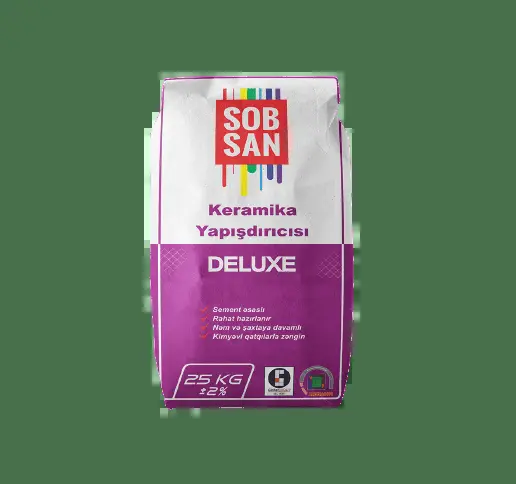 SOB
SAN
Keramika
Yapışdırıcısı
DELUXE
Sement əsaslı
Rahat hazırlanır
Nəm və şaxtaya davamlı
Kimyəvi qatqılarla zəngin
25 KG
±2%